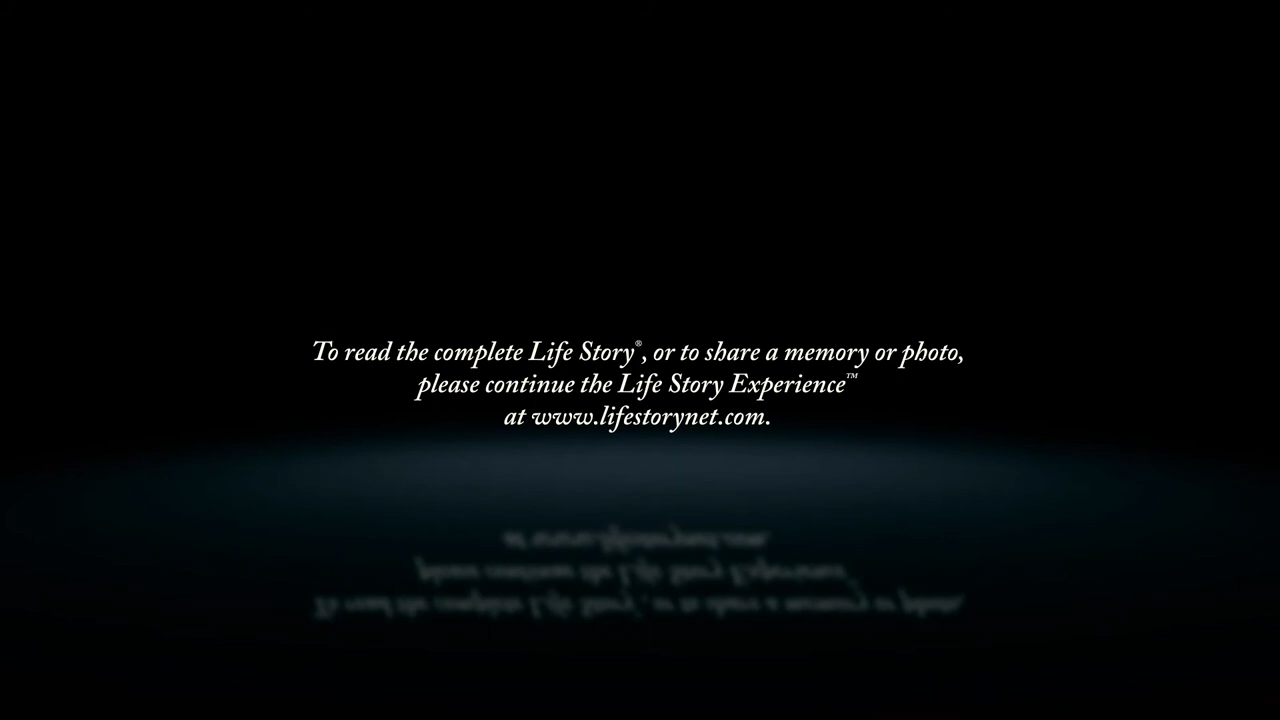 To read the complete Life Story®, or to share a memory or photo,
please continue the Life Story Experience™
at www.lifestorynet.com.